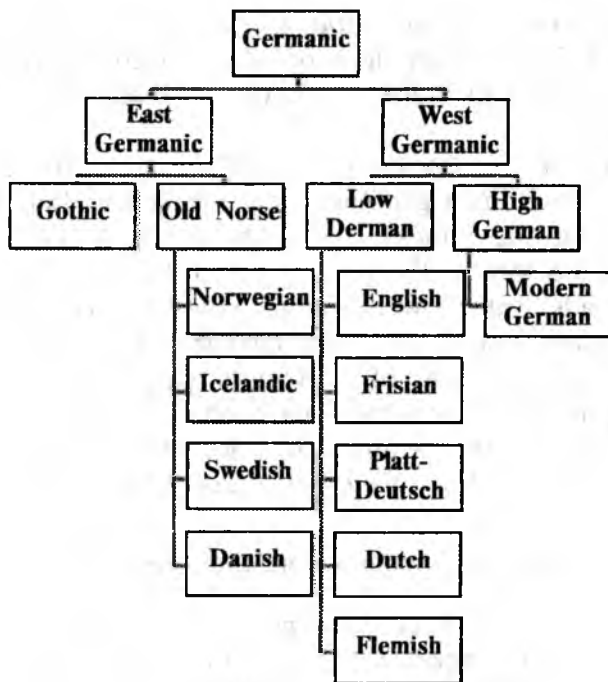 Germanic
East
Germanic
West
Germanic
Gothic
Old Norse
Low
Derman
High
German
Norwegian
English
Modern
German
Icelandic
Frisian
Swedish
Platt-
Deutsch
Danish
Dutch
Flemish